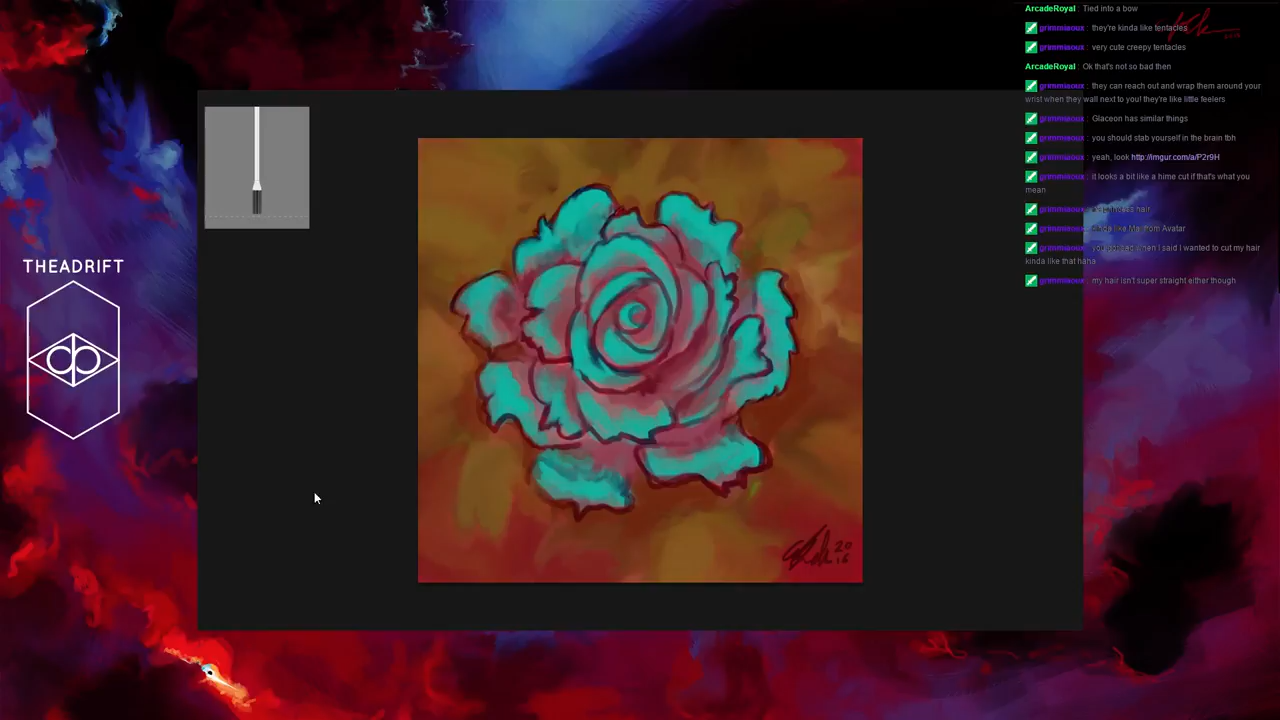 ArcadeRoyal : Tied into a bow
grimmiaoux : they're kinda like tentacles
grimmiaoux : very cute creepy tentacles
ArcadeRoyal : Ok that's not so bad then
grimmiaoux : they can reach out and wrap them around your
wrist when they wall next to you! they're like little feelers
grimmiaoux : Glaceon has similar things
grimmiaoux : you should stab yourself in the brain tbh
grimmiaoux : yeah, look http://imgur.com/a/P2r9H
grimmiaoux : It looks a bit like a hime cut if that's what you
mean
grimmiaoux : hair
grimmiaoux : like Mai from Avatar
grimmiaoux : when I said I wanted to cut my hair
kinda like that haha
grimmiaoux : my hair isn't super straight either though
THEADRIFT
2016